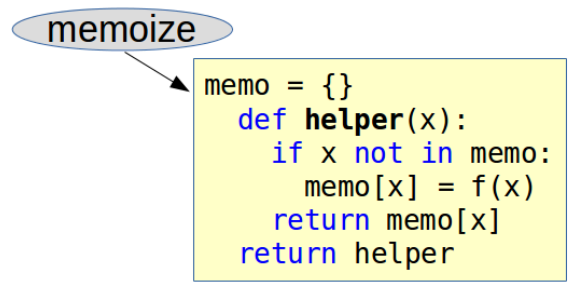 memoize
memo = {}
  def helper(x):
    if x not in memo:
      memo[x] = f(x)
    return memo[x]
  return helper